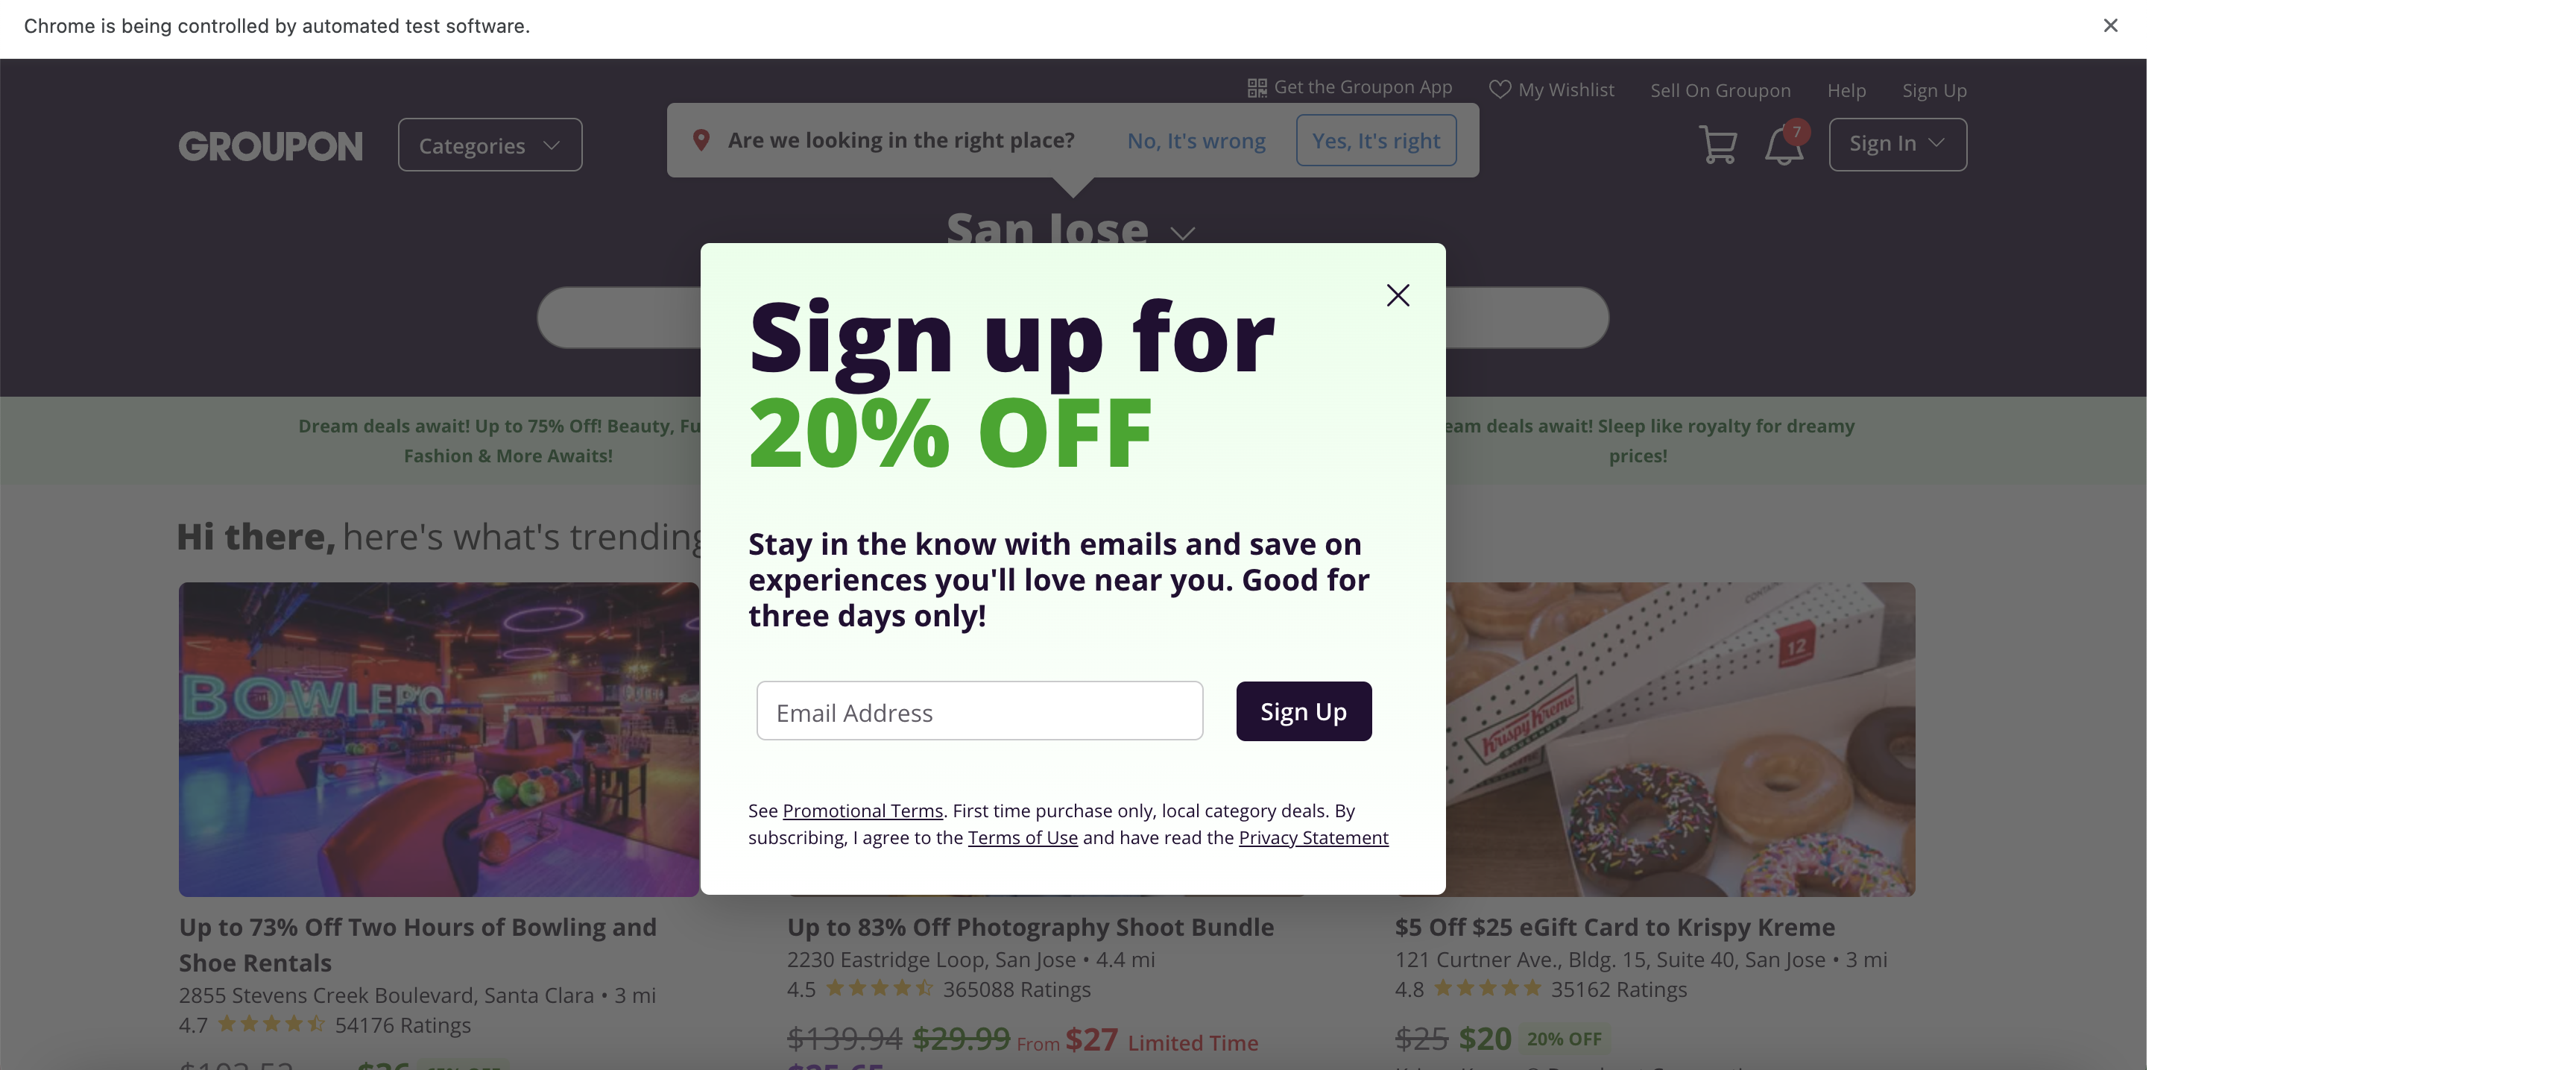 Chrome is being controlled by automated test software.
Get the Groupon App My Wishlist Sell On Groupon Help Sign Up
GROUPON Categories Are we looking in the right place? No, It's wrong Yes, It's right 7 Sign In
San Jose
Sign up for
20% OFF
Dream deals await! Up to 75% Off! Beauty,
Fashion & More Awaits!
deals await! Sleep like royalty for dreamy
prices!
Hi there, here's what's trending
Stay in the know with emails and save on
experiences you'll love near you. Good for
three days only!
Email Address Sign Up
See Promotional Terms. First time purchase only, local category deals. By
subscribing, I agree to the Terms of Use and have read the Privacy Statement
BOWLERO
12
Krispy Kreme
DOUGHNUTS
Up to 73% Off Two Hours of Bowling and
Shoe Rentals
2855 Stevens Creek Boulevard, Santa Clara • 3 mi
4.7 54176 Ratings
Up to 83% Off Photography Shoot Bundle
2230 Eastridge Loop, San Jose • 4.4 mi
4.5 365088 Ratings
$139.94 $29.99 From $27 Limited Time
$5 Off $25 eGift Card to Krispy Kreme
121 Curtner Ave., Bldg. 15, Suite 40, San Jose • 3 mi
4.8 35162 Ratings
$25 $20 20% OFF